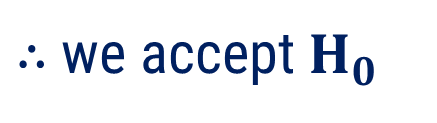 ∴ we accept H₀